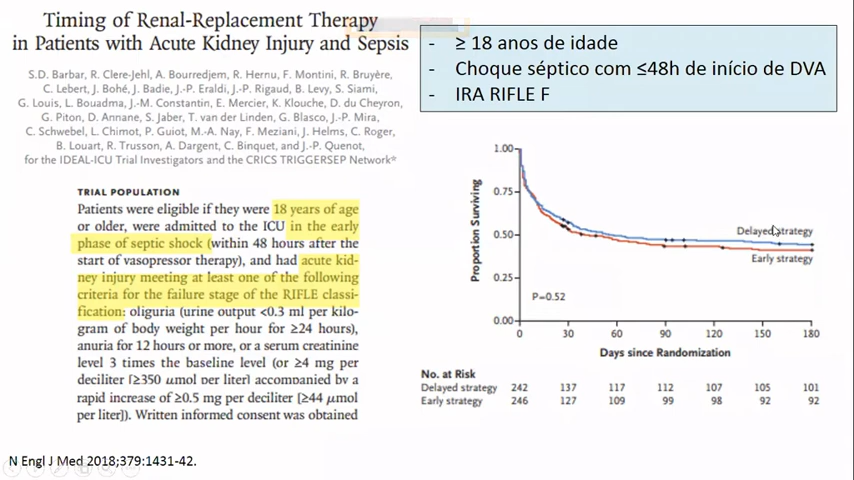 Timing of Renal-Replacement Therapy
in Patients with Acute Kidney Injury and Sepsis
S.D. Barbar, R. Clere-Jehl, A. Bourredjem, R. Hernu, F. Montini, R. Bruyère,
C. Lebert, J. Bohé, J. Badie, J.-P. Eraldi, J.-P. Rigaud, B. Levy, S. Siami,
G. Louis, L. Bouadma, J.-M. Constantin, E. Mercier, K. Klouche, D. du Cheyron,
G. Piton, D. Annane, S. Jaber, T. van der Linden, G. Blasco, J.-P. Mira,
C. Schwebel, L. Chimot, P. Guiot, M.-A. Nay, F. Meziani, J. Helms, C. Roger,
B. Louart, R. Trusson, A. Dargent, C. Binquet, and J.-P. Quenot,
for the IDEAL-ICU Trial Investigators and the CRICS TRIGGERSEP Network*
TRIAL POPULATION
Patients were eligible if they were 18 years of age
or older, were admitted to the ICU in the early
phase of septic shock (within 48 hours after the
start of vasopressor therapy), and had acute kid-
ney injury meeting at least one of the following
criteria for the failure stage of the RIFLE classi-
fication: oliguria (urine output <0.3 ml per kilo-
gram of body weight per hour for ≥24 hours),
anuria for 12 hours or more, or a serum creatinine
level 3 times the baseline level (or ≥4 mg per
deciliter [≥350 μmol per liter] accompanied by a
rapid increase of ≥0.5 mg per deciliter [≥44 μmol
per liter]). Written informed consent was obtained
N Engl J Med 2018;379:1431-42.
- ≥ 18 anos de idade
- Choque séptico com ≤48h de início de DVA
- IRA RIFLE F
Proportion Surviving
1.00
0.75
0.50
0.25
0.00
Delayed strategy
Early strategy
P=0.52
0 30 60 90 120 150 180
Days since Randomization
No. at Risk
Delayed strategy 242 137 117 112 107 105 101
Early strategy 246 127 109 99 98 92 92